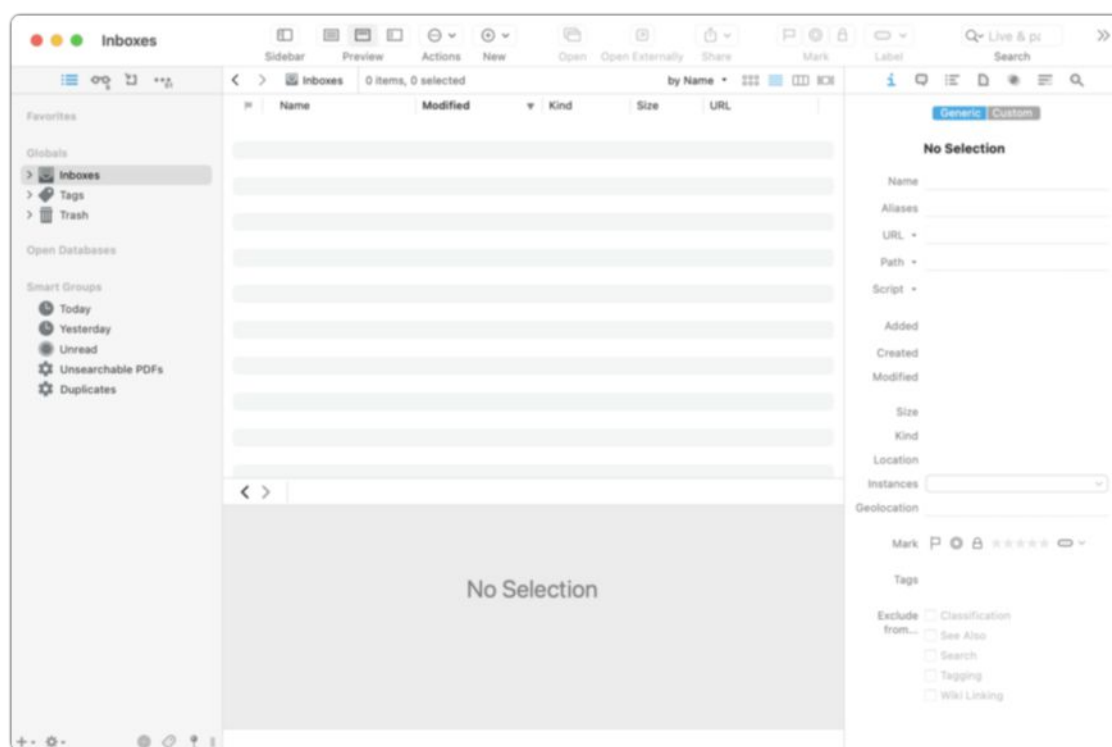 Inboxes
Sidebar Preview Actions New Open Open Externally Share Mark Label Search
Live &
Inboxes 0 items, 0 selected by Name
Name Modified Kind Size URL
Favorites
Globals
Inboxes
Tags
Trash
Open Databases
Smart Groups
Today
Yesterday
Unread
Unsearchable PDFs
Duplicates
No Selection
Generic Custom
No Selection
Name
Aliases
URL
Path
Script
Added
Created
Modified
Size
Kind
Location
Instances
Geolocation
Mark
Tags
Exclude from...
Classification
See Also
Search
Tagging
Wiki Linking